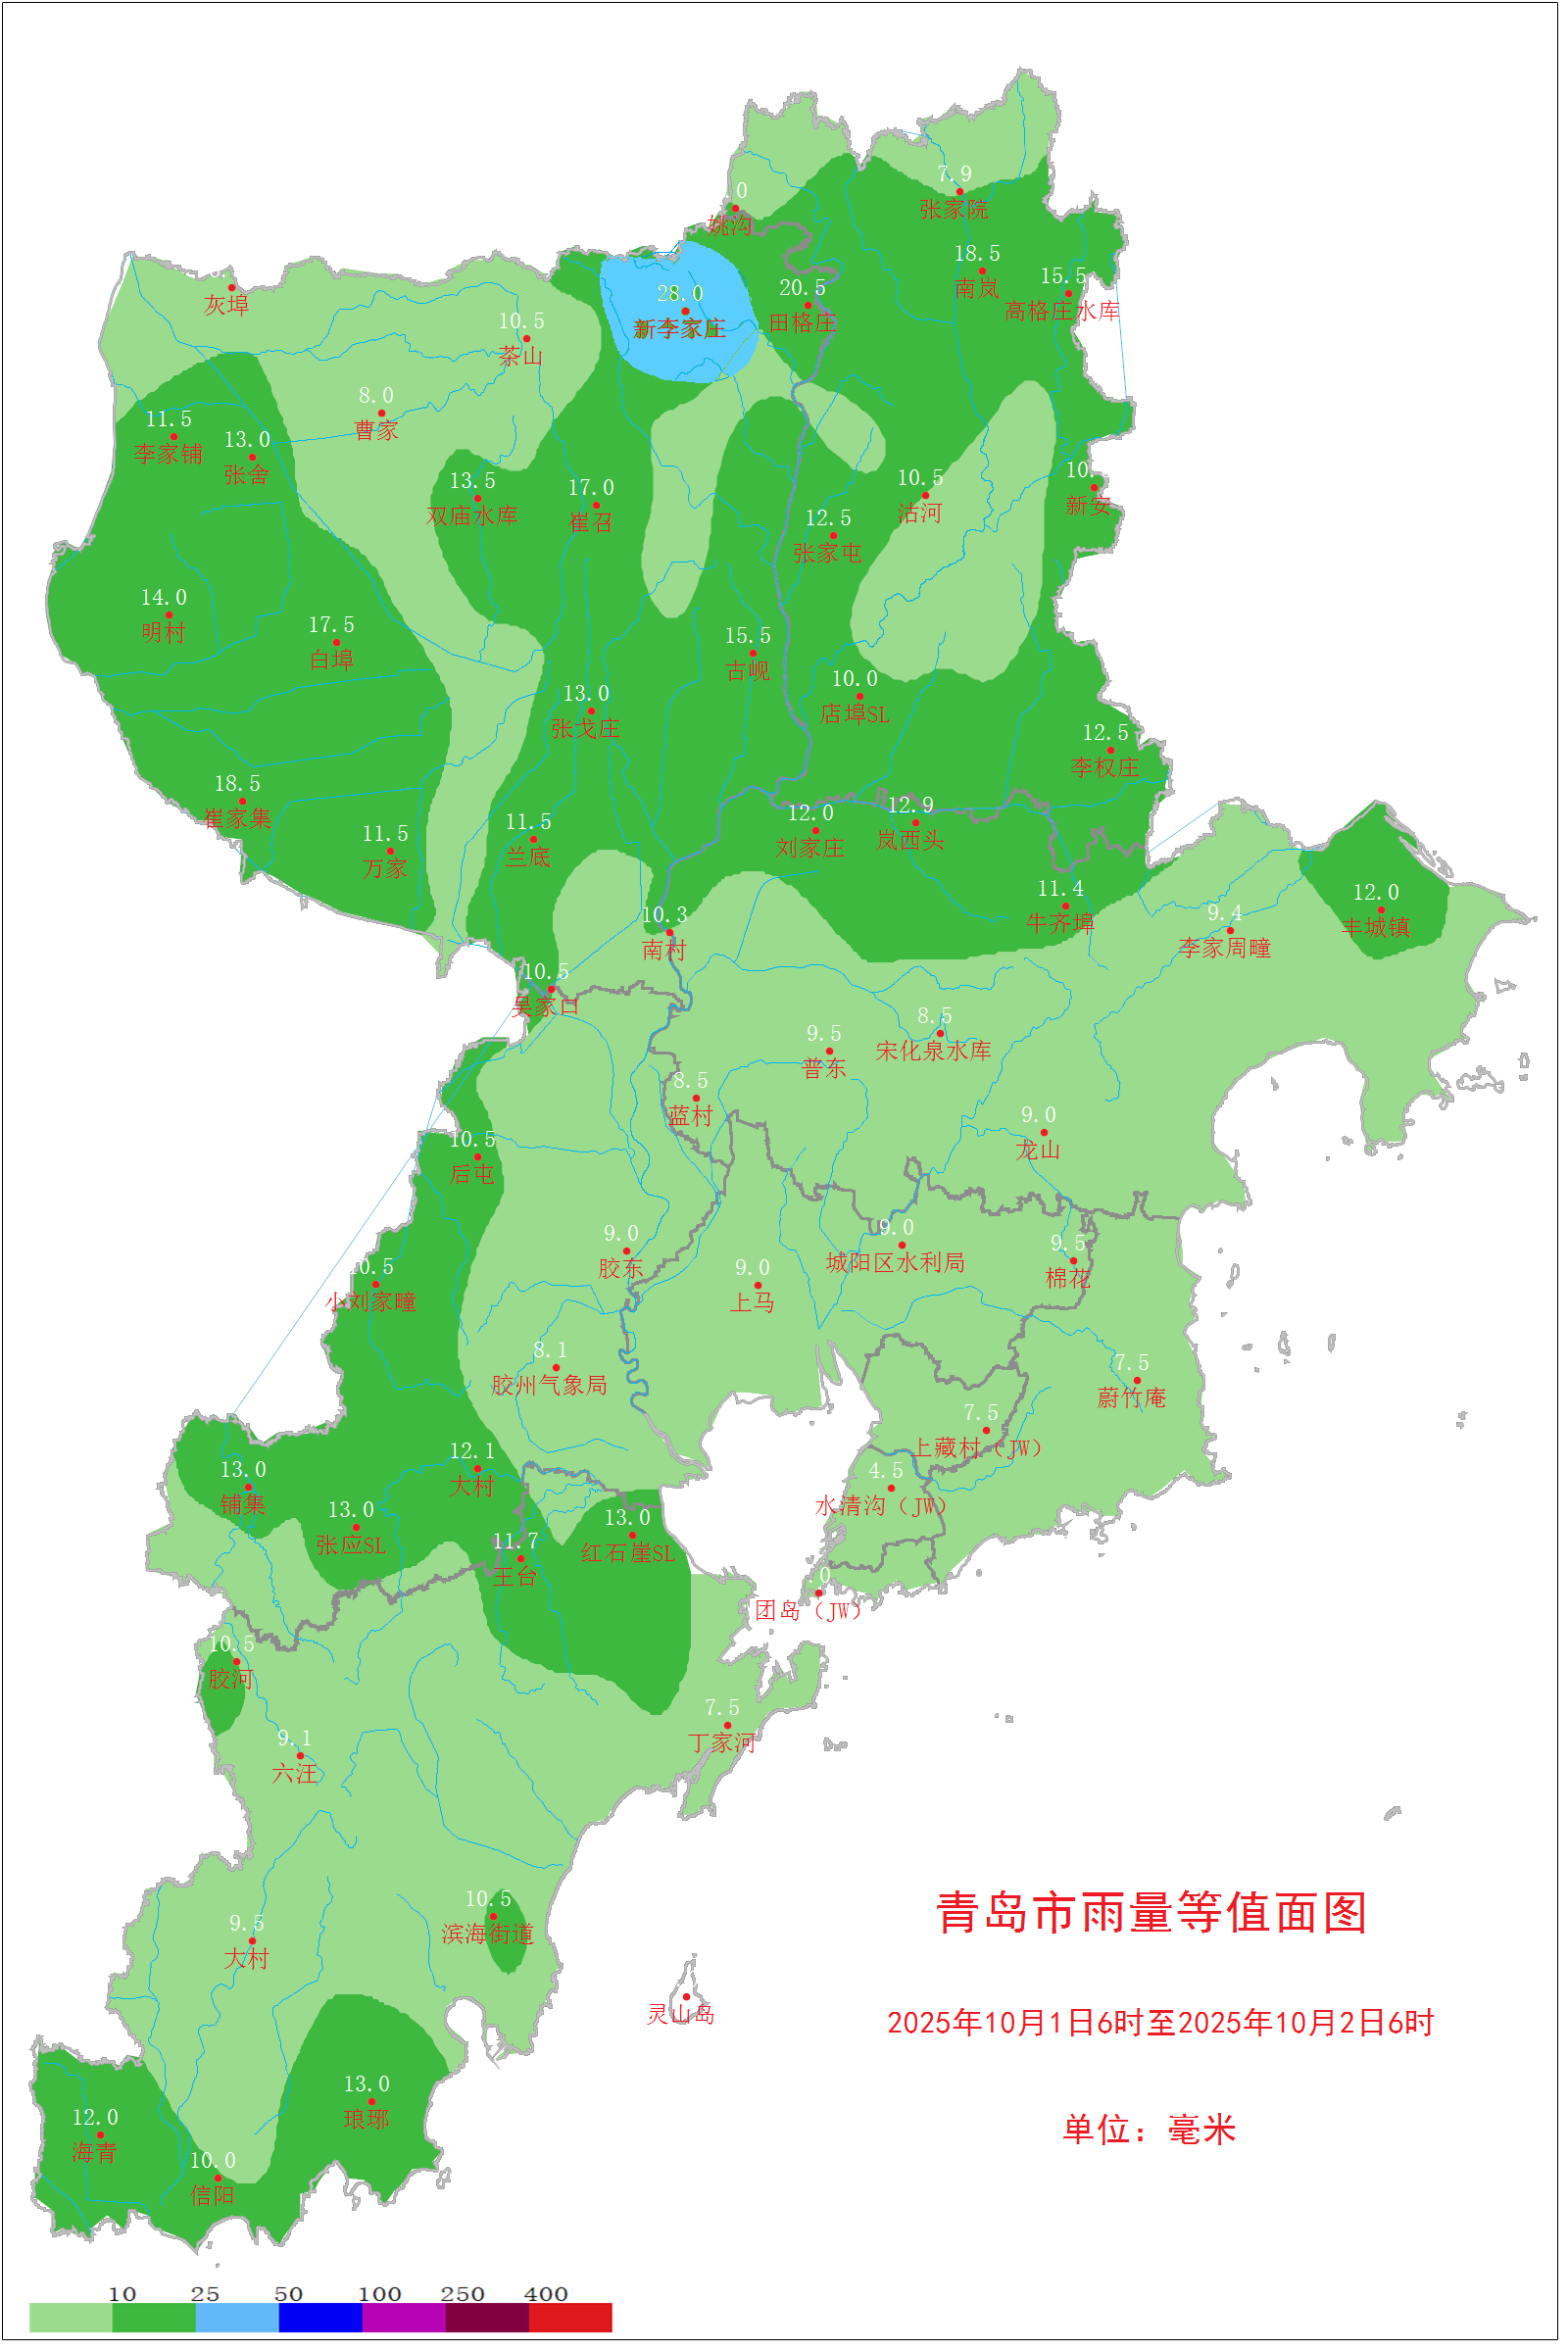 7.9
张家院
.0
姚沟
18.5
南岚
15.5
高格庄水库
灰埠
28.0
新李家庄
20.5
田格庄
10.5
茶山
8.0
曹家
11.5
李家铺
13.0
张舍
13.5
双庙水库
17.0
崔召
10.5
沽河
10.
新安
12.5
张家屯
14.0
明村
17.5
白埠
15.5
古岘
13.0
张戈庄
10.0
店埠SL
12.5
李权庄
18.5
崔家集
11.5
万家
11.5
兰底
12.0
刘家庄
12.9
岚西头
11.4
牛齐埠
9.4
李家周疃
12.0
丰城镇
10.3
南村
10.5
吴家口
8.5
宋化泉水库
9.5
普东
8.5
蓝村
9.0
龙山
10.5
后屯
9.0
胶东
9.0
城阳区水利局
9.5
棉花
10.5
小刘家疃
9.0
上马
8.1
胶州气象局
7.5
蔚竹庵
7.5
上藏村（JW）
12.1
大村
13.0
铺集
4.5
水清沟（JW）
13.0
张应SL
13.0
红石崖SL
11.7
王台
.0
团岛（JW）
10.5
胶河
7.5
丁家河
9.1
六汪
10.5
滨海街道
9.5
大村
灵山岛
13.0
琅琊
12.0
海青
10.0
信阳
青岛市雨量等值面图
2025年10月1日6时至2025年10月2日6时
单位：毫米
10 25 50 100 250 400